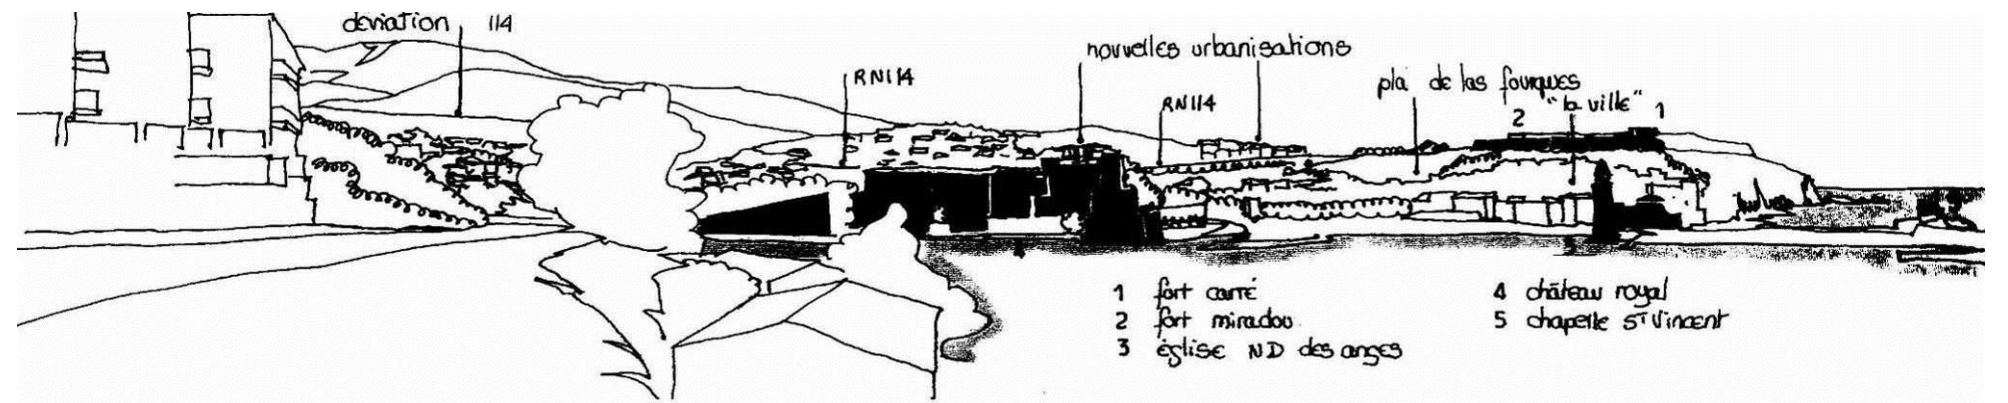 déviation 114
nouvelles urbanisations
RN114
RN114
pla de las fourques
"la ville"
2
1
1 fort carré
2 fort miradou
3 église ND des anges
4 château royal
5 chapelle ST Vincent